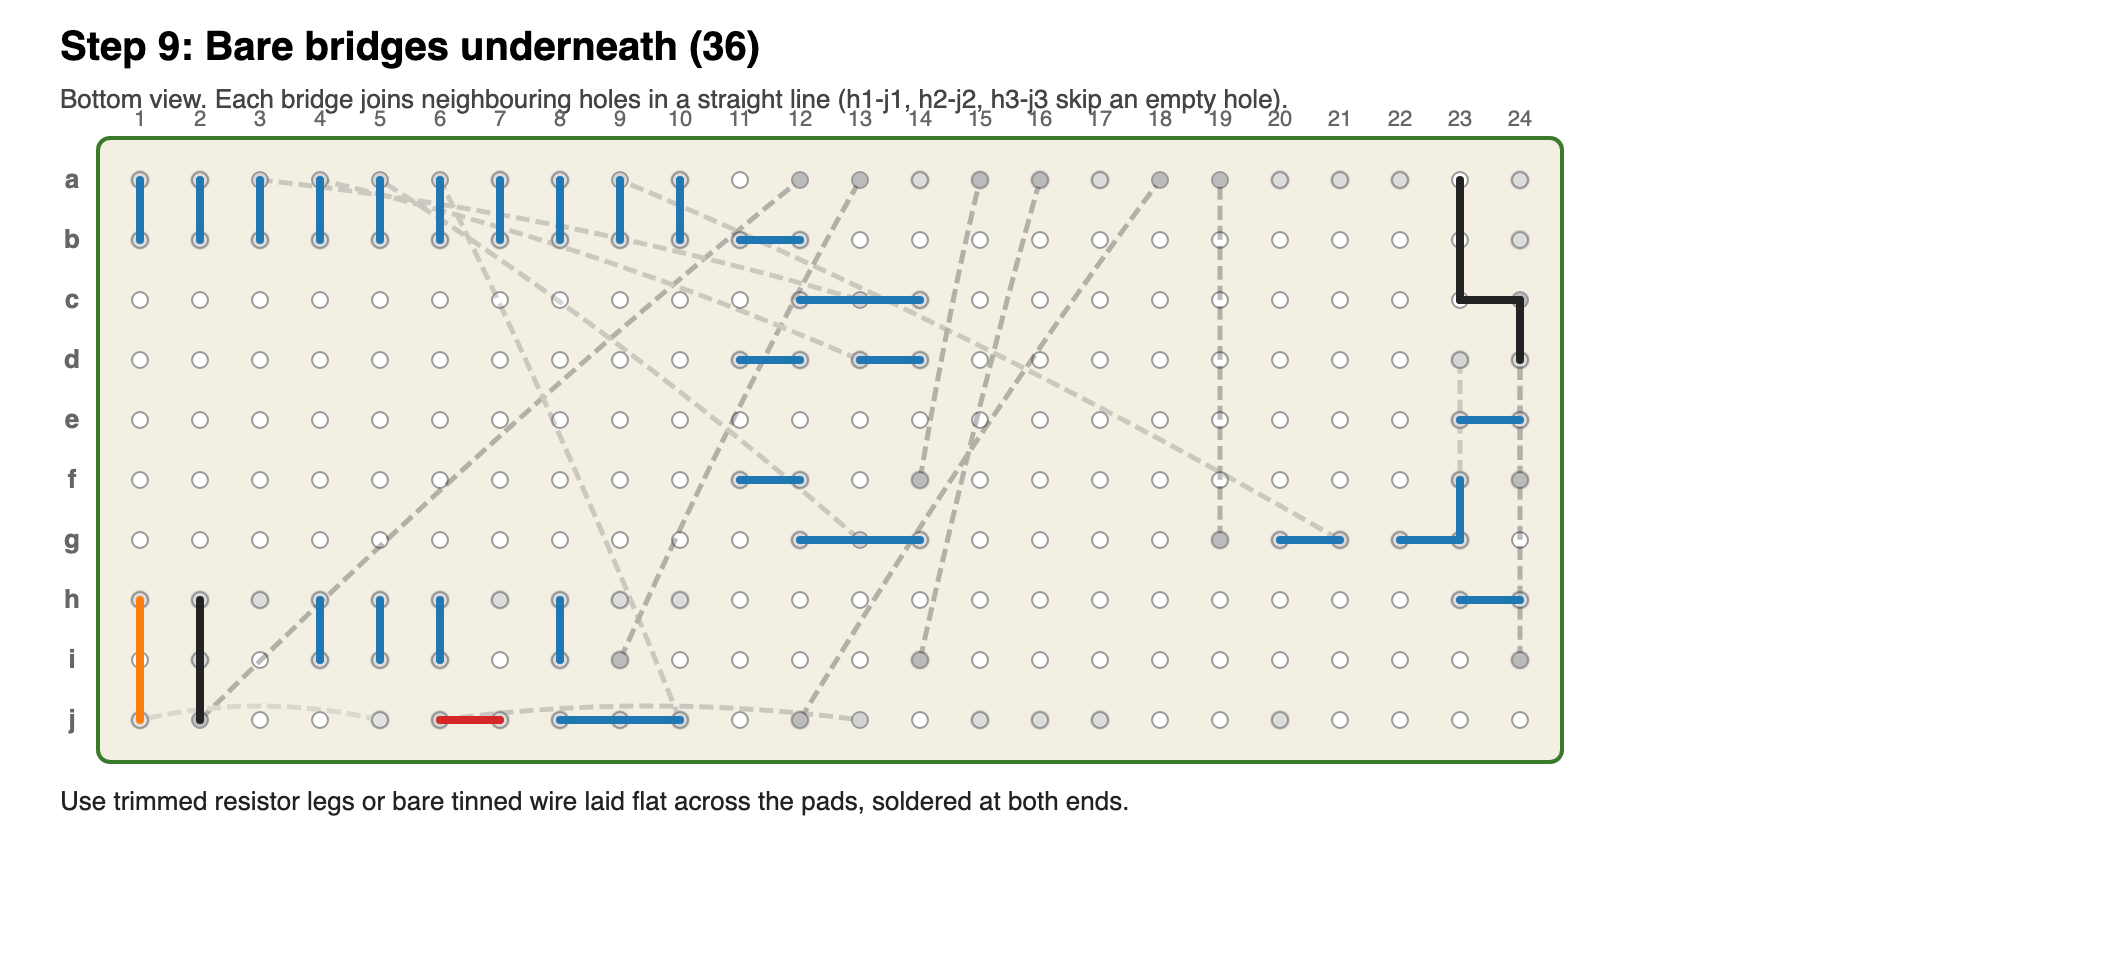 Step 9: Bare bridges underneath (36)
Bottom view. Each bridge joins neighbouring holes in a straight line (h1-j1, h2-j2, h3-j3 skip an empty hole).
1 2 3 4 5 6 7 8 9 10 11 12 13 14 15 16 17 18 19 20 21 22 23 24
a
b
c
d
e
f
g
h
i
j
Use trimmed resistor legs or bare tinned wire laid flat across the pads, soldered at both ends.